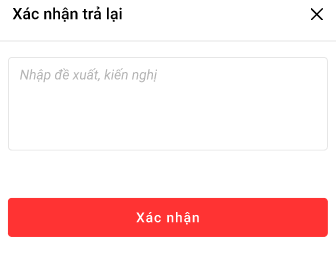 Xác nhận trả lại
Nhập đề xuất, kiến nghị
Xác nhận